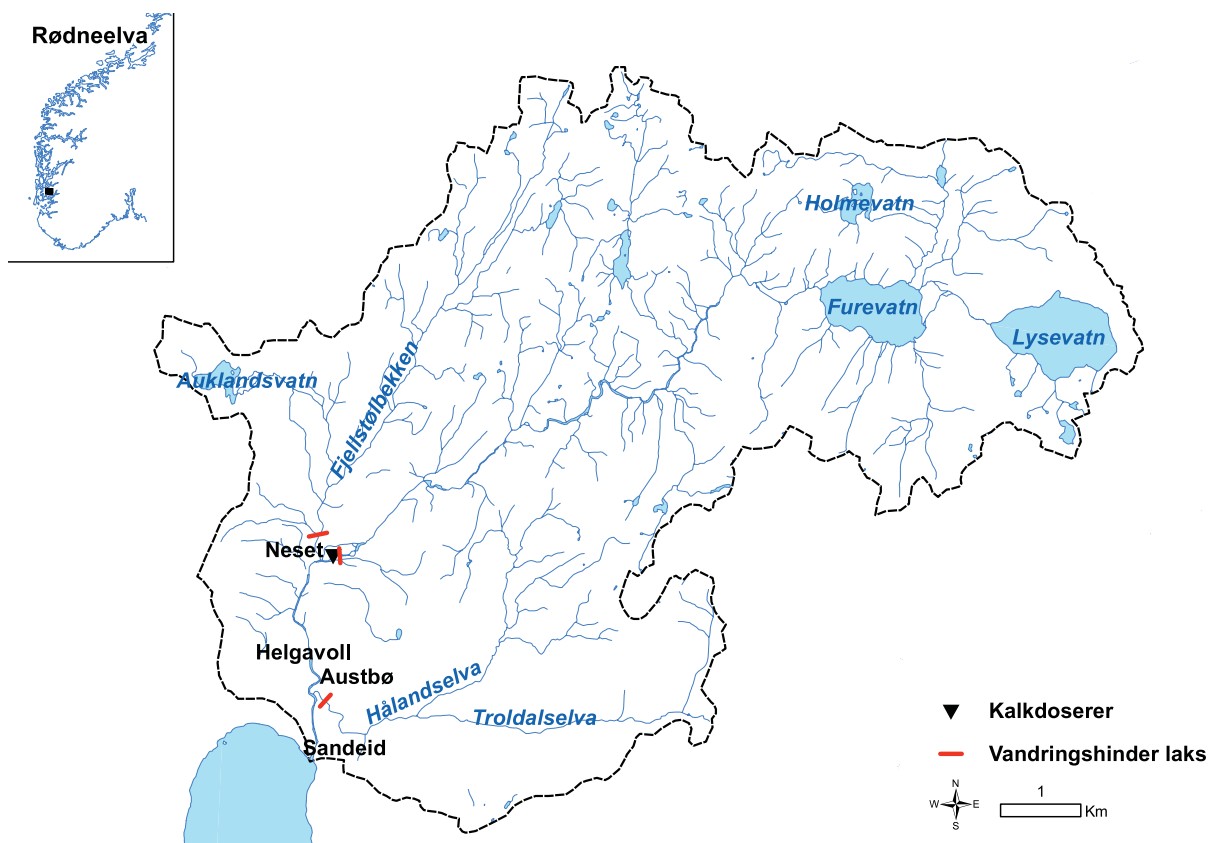 Rødneelva
Holmevatn
Furevatn
Lysevatn
Auklandsvatn
Fjellstølbekken
Neset
Helgavoll
Austbø
Hålandselva
Troldalselva
Sandeid
Kalkdoserer
Vandringshinder laks
N
W E
S
1
Km